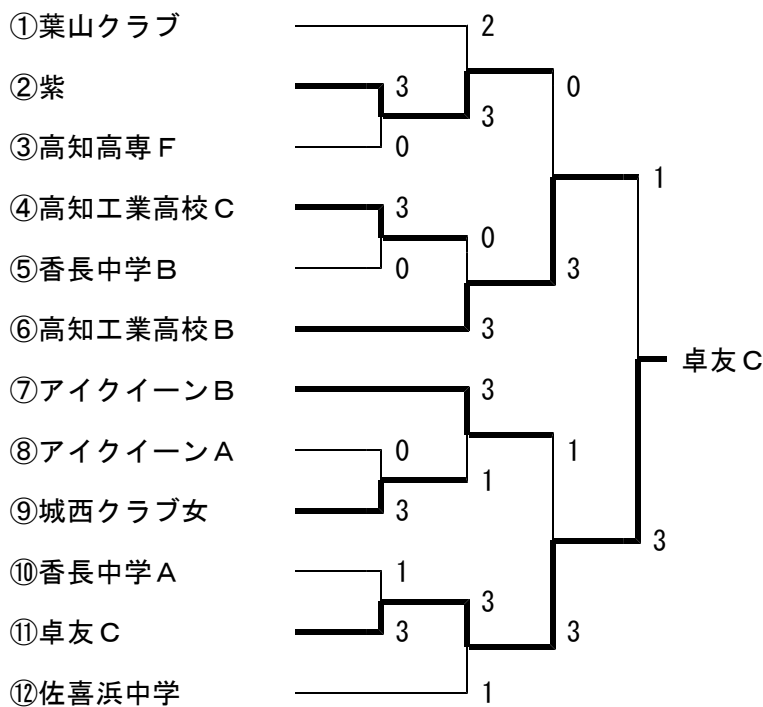 ①葉山クラブ 2
②紫 3 3 0
③高知高専F 0
④高知工業高校C 3 0 1
⑤香長中学B 0 3
⑥高知工業高校B 3
卓友C
⑦アイクイーンB 3
⑧アイクイーンA 0 1 1
⑨城西クラブ女 3 3
⑩香長中学A 1 3
⑪卓友C 3 3
⑫佐喜浜中学 1